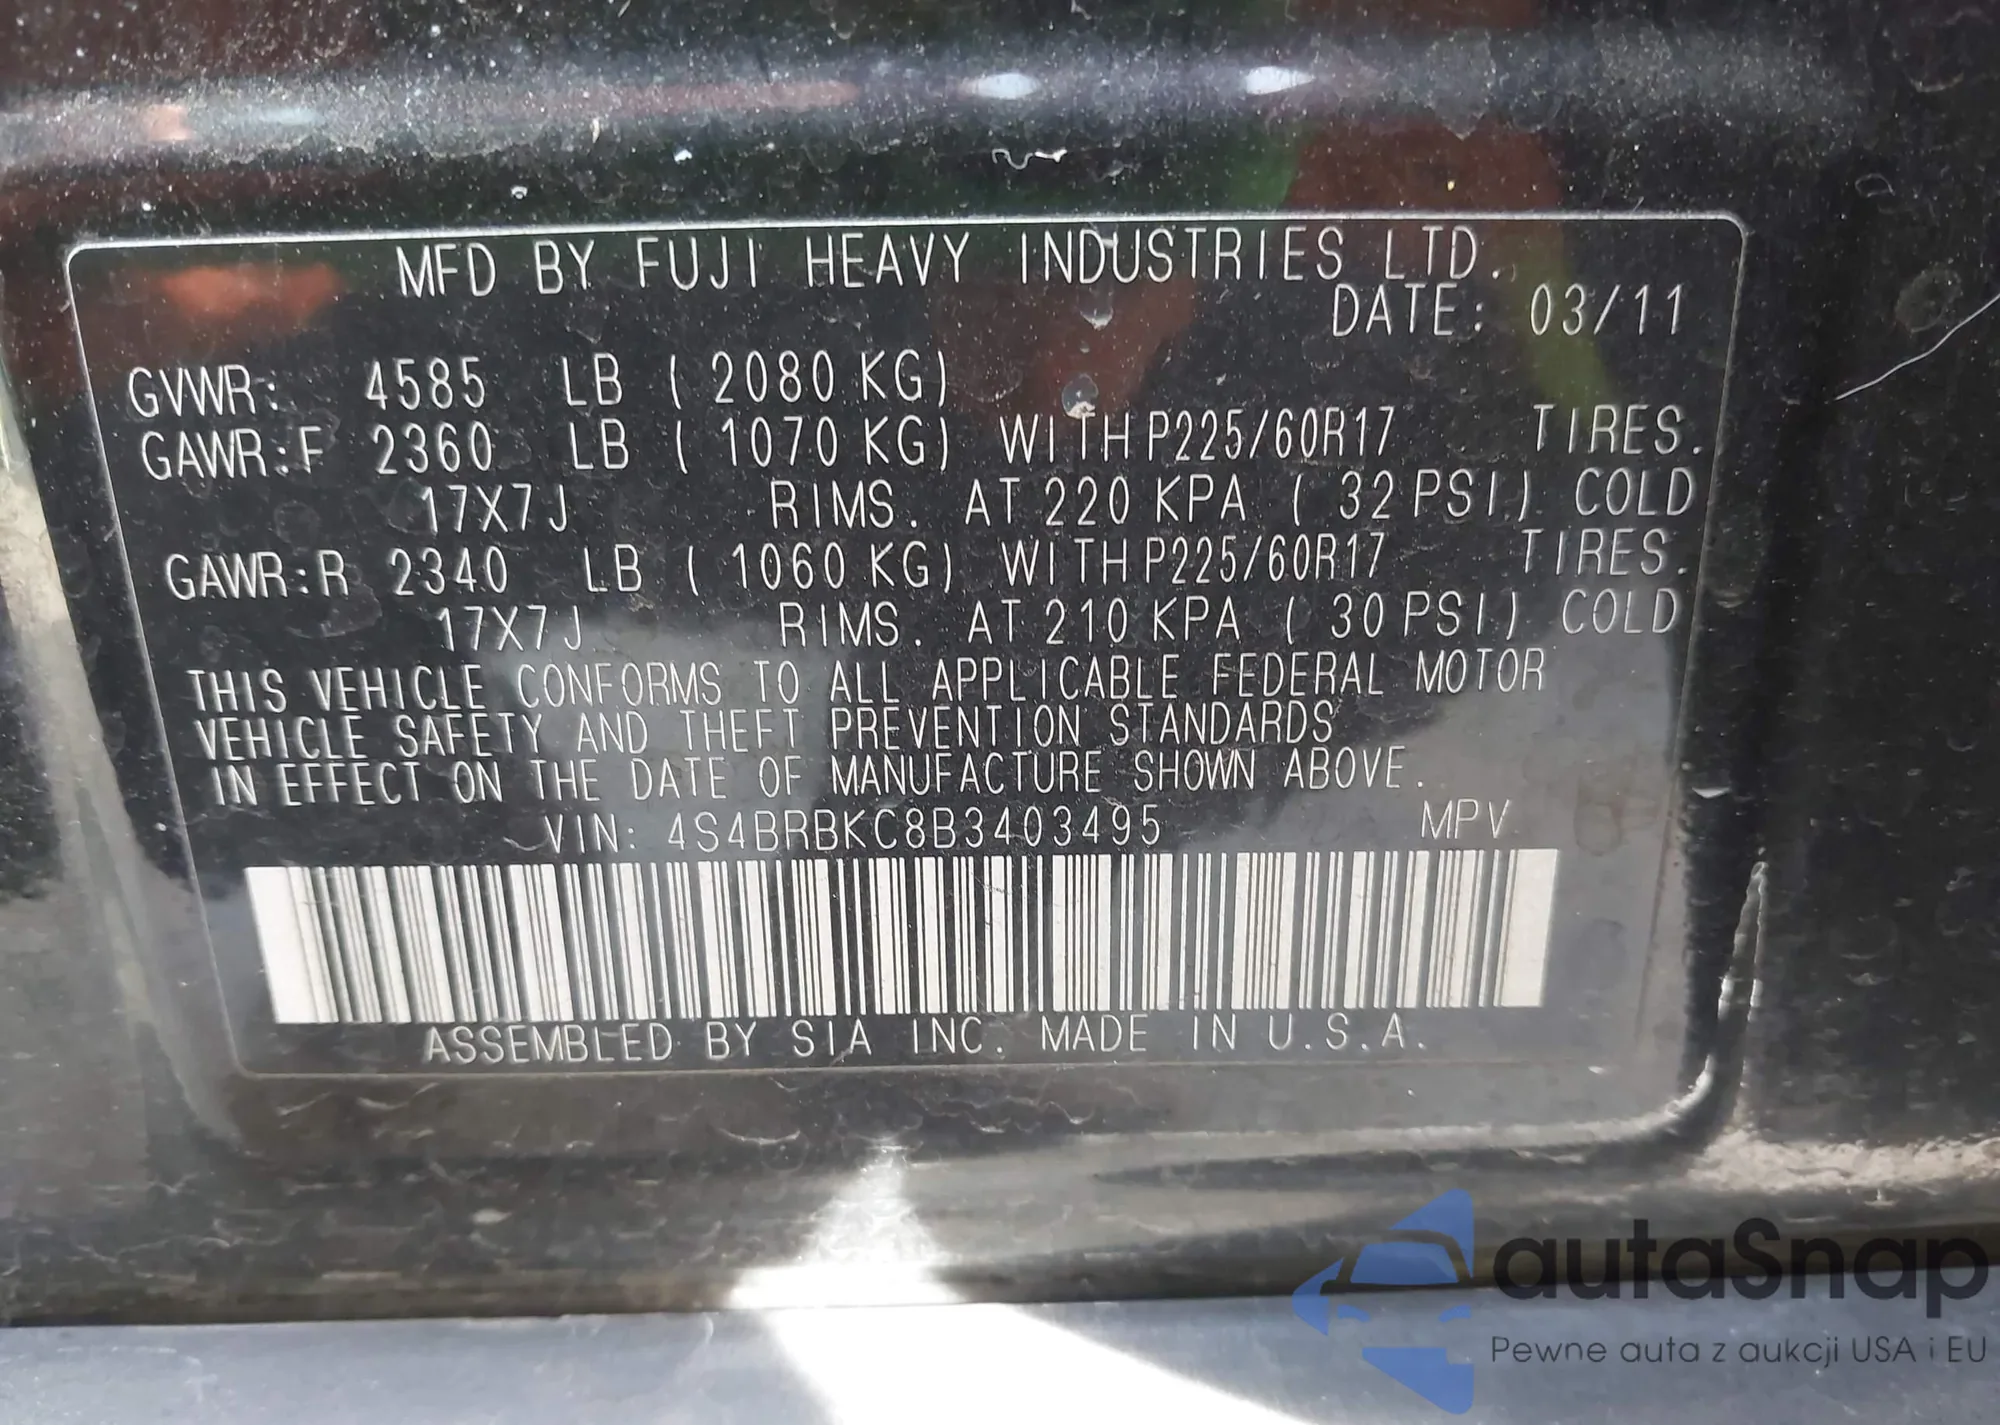 MFD BY FUJI HEAVY INDUSTRIES LTD.
DATE: 03/11
GVWR: 4585 LB ( 2080 KG)
GAWR:F 2360 LB ( 1070 KG) WITH P225/60R17 TIRES.
17X7J RIMS. AT 220 KPA ( 32 PSI) COLD
GAWR:R 2340 LB ( 1060 KG) WITH P225/60R17 TIRES.
17X7J RIMS. AT 210 KPA ( 30 PSI) COLD
THIS VEHICLE CONFORMS TO ALL APPLICABLE FEDERAL MOTOR
VEHICLE SAFETY AND THEFT PREVENTION STANDARDS
IN EFFECT ON THE DATE OF MANUFACTURE SHOWN ABOVE.
VIN: 4S4BRBKC8B3403495 MPV
ASSEMBLED BY SIA INC. MADE IN U.S.A.
autaSnap
Pewne auta z aukcji USA i EU